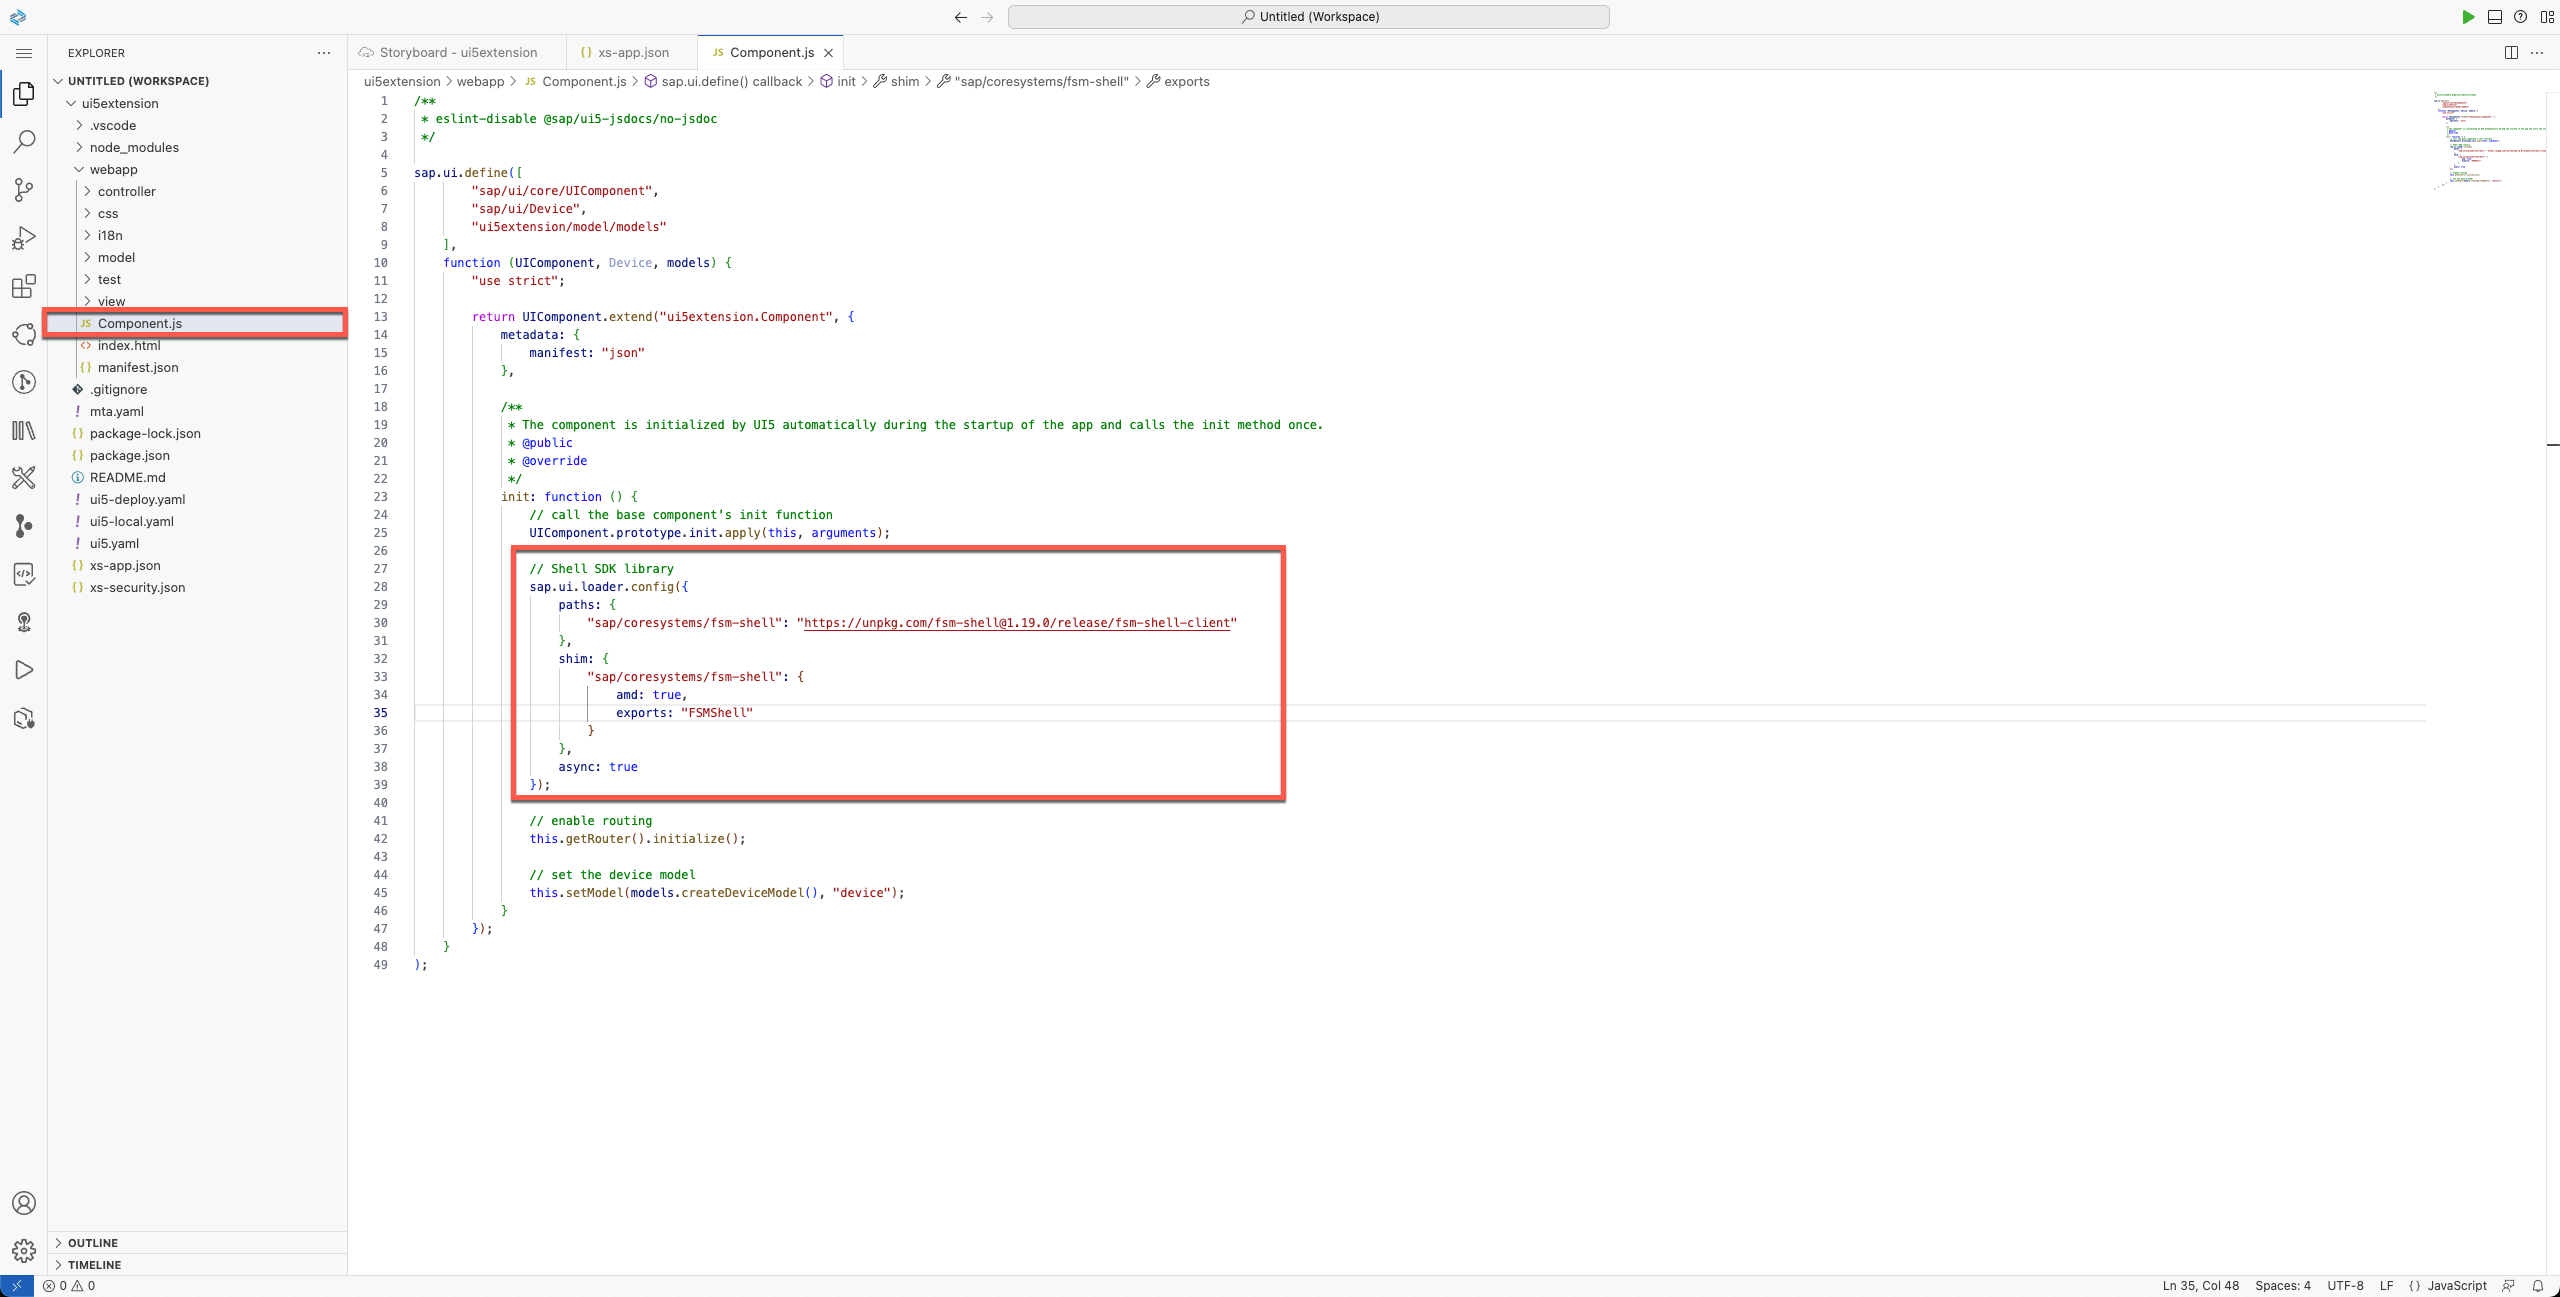 Untitled (Workspace)
EXPLORER
UNTITLED (WORKSPACE)
ui5extension
.vscode
node_modules
webapp
controller
css
i18n
model
test
view
JS Component.js
<> index.html
{} manifest.json
.gitignore
! mta.yaml
{} package-lock.json
{} package.json
README.md
! ui5-deploy.yaml
! ui5-local.yaml
! ui5.yaml
{} xs-app.json
{} xs-security.json
OUTLINE
TIMELINE
Storyboard - ui5extension
{} xs-app.json
JS Component.js
ui5extension > webapp > JS Component.js > sap.ui.define() callback > init > shim > "sap/coresystems/fsm-shell" > exports
1 /**
2 * eslint-disable @sap/ui5-jsdocs/no-jsdoc
3 */
4
5 sap.ui.define([
6 "sap/ui/core/UIComponent",
7 "sap/ui/Device",
8 "ui5extension/model/models"
9 ],
10 function (UIComponent, Device, models) {
11 "use strict";
12
13 return UIComponent.extend("ui5extension.Component", {
14 metadata: {
15 manifest: "json"
16 },
17
18 /**
19 * The component is initialized by UI5 automatically during the startup of the app and calls the init method once.
20 * @public
21 * @override
22 */
23 init: function () {
24 // call the base component's init function
25 UIComponent.prototype.init.apply(this, arguments);
26
27 // Shell SDK library
28 sap.ui.loader.config({
29 paths: {
30 "sap/coresystems/fsm-shell": "https://unpkg.com/fsm-shell@1.19.0/release/fsm-shell-client"
31 },
32 shim: {
33 "sap/coresystems/fsm-shell": {
34 amd: true,
35 exports: "FSMShell"
36 }
37 },
38 async: true
39 });
40
41 // enable routing
42 this.getRouter().initialize();
43
44 // set the device model
45 this.setModel(models.createDeviceModel(), "device");
46 }
47 });
48 }
49 );
0 0
Ln 35, Col 48
Spaces: 4
UTF-8
LF
{} JavaScript